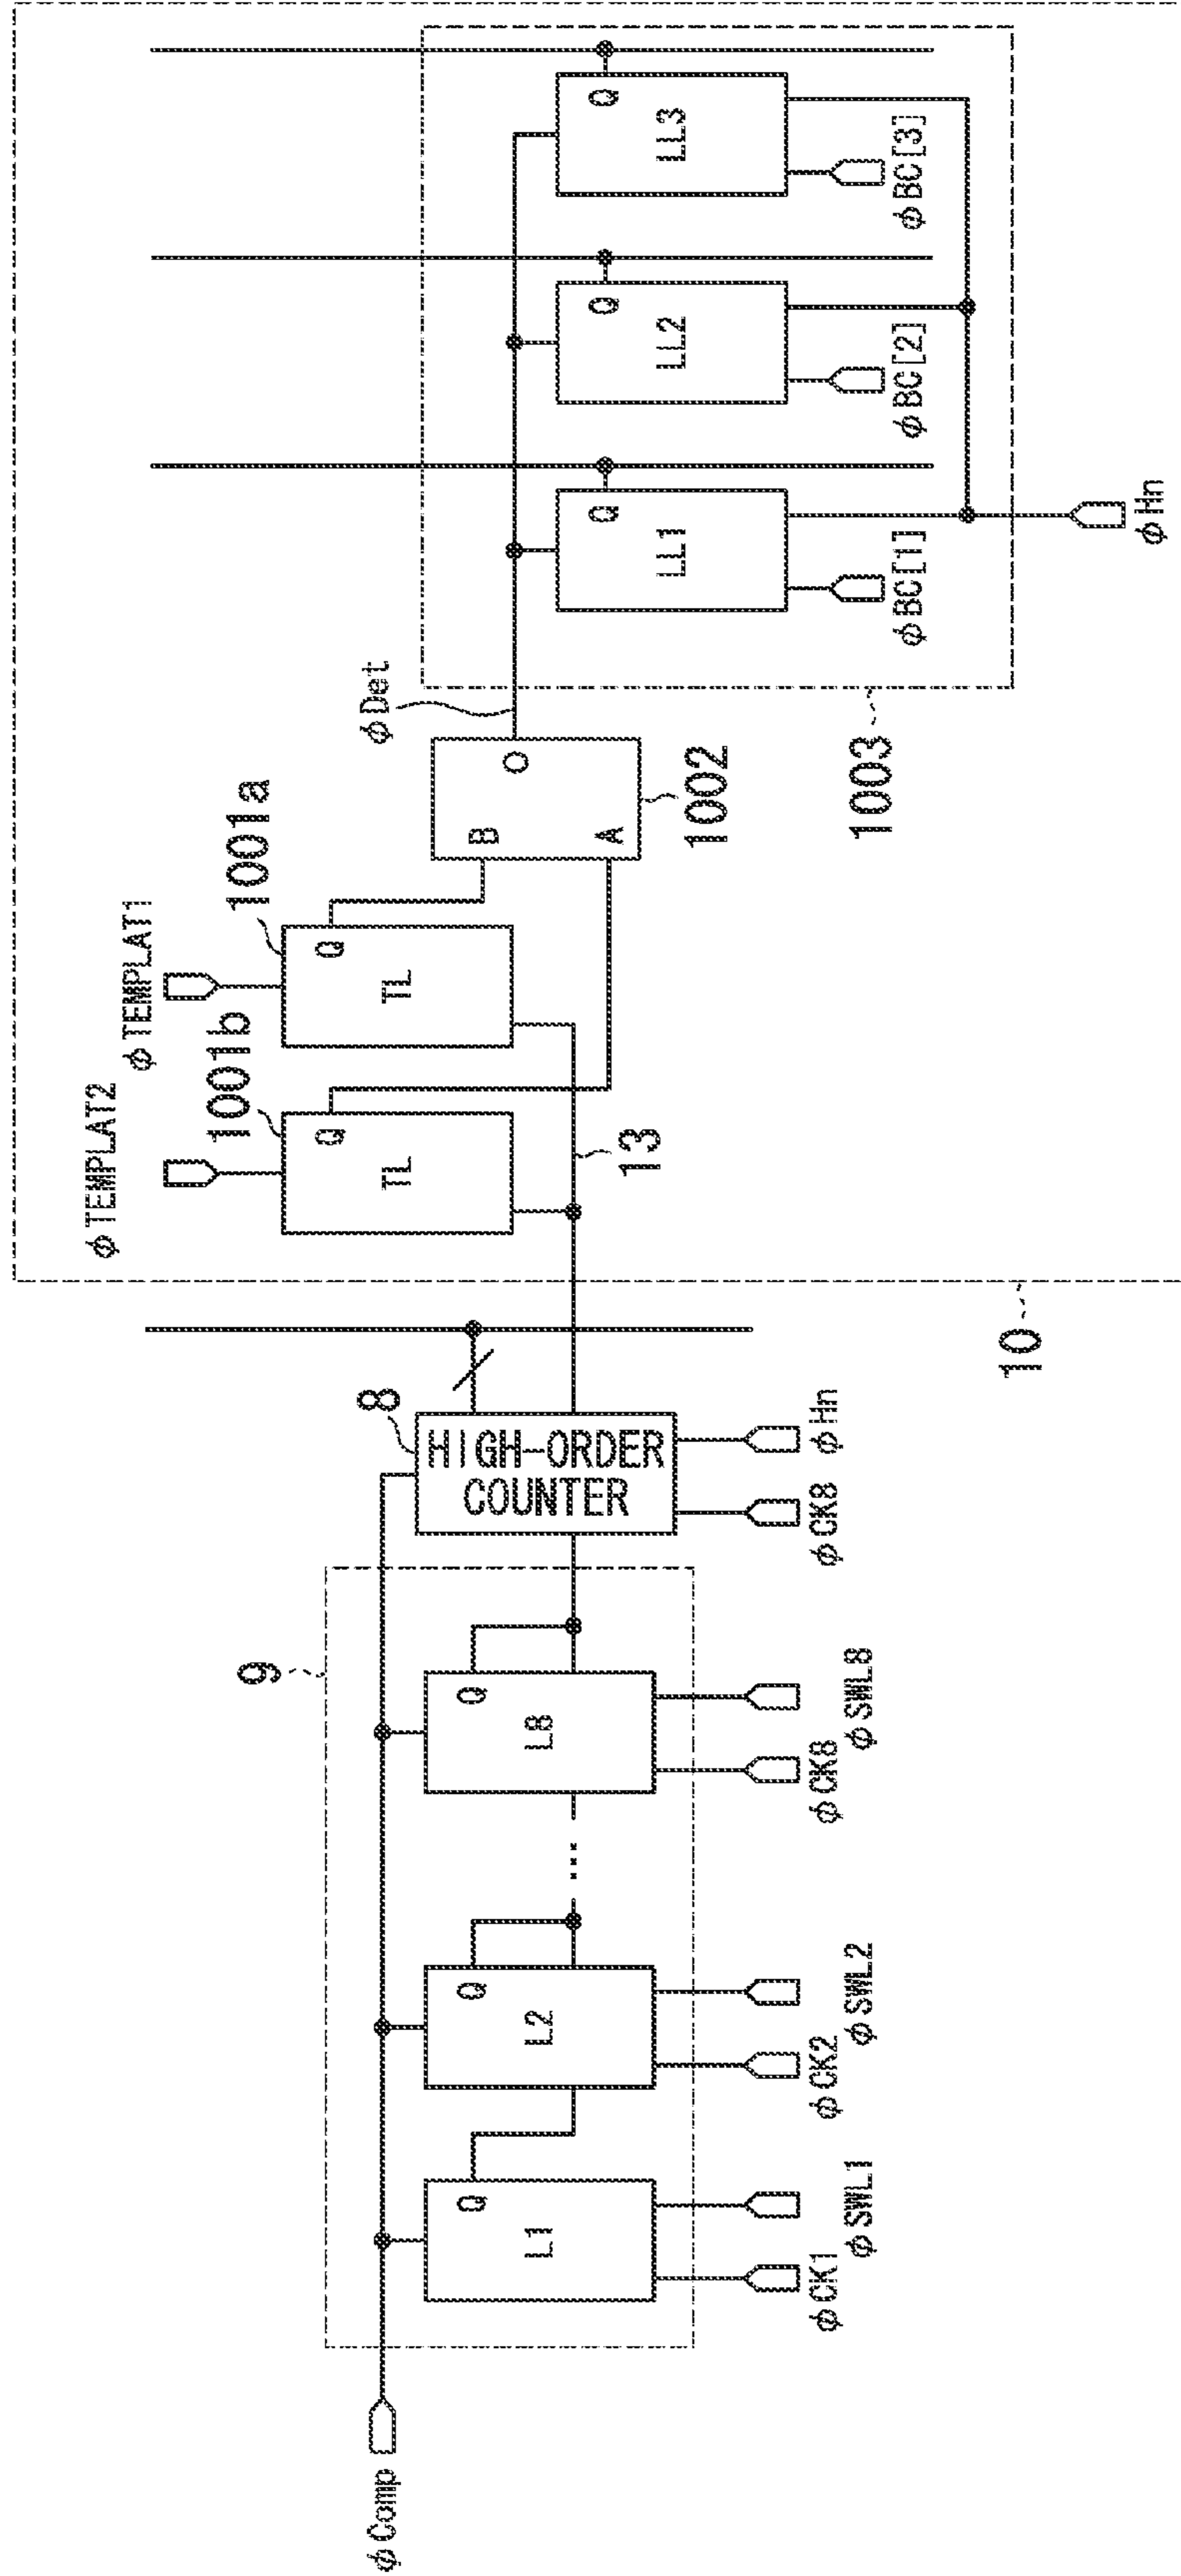 φ Comp
9
Q
L1
φ CK1
φ SWL1
Q
L2
φ CK2
φ SWL2
...
Q
L8
φ CK8
φ SWL8
8
HIGH-ORDER
COUNTER
φ CK8
φ Hn
10
13
φ TEMPLAT2
1001b
Q
TL
φ TEMPLAT1
1001a
Q
TL
B
A
O
1002
φ Det
1003
Q
LL1
φ BC[1]
Q
LL2
φ BC[2]
Q
LL3
φ BC[3]
φ Hn